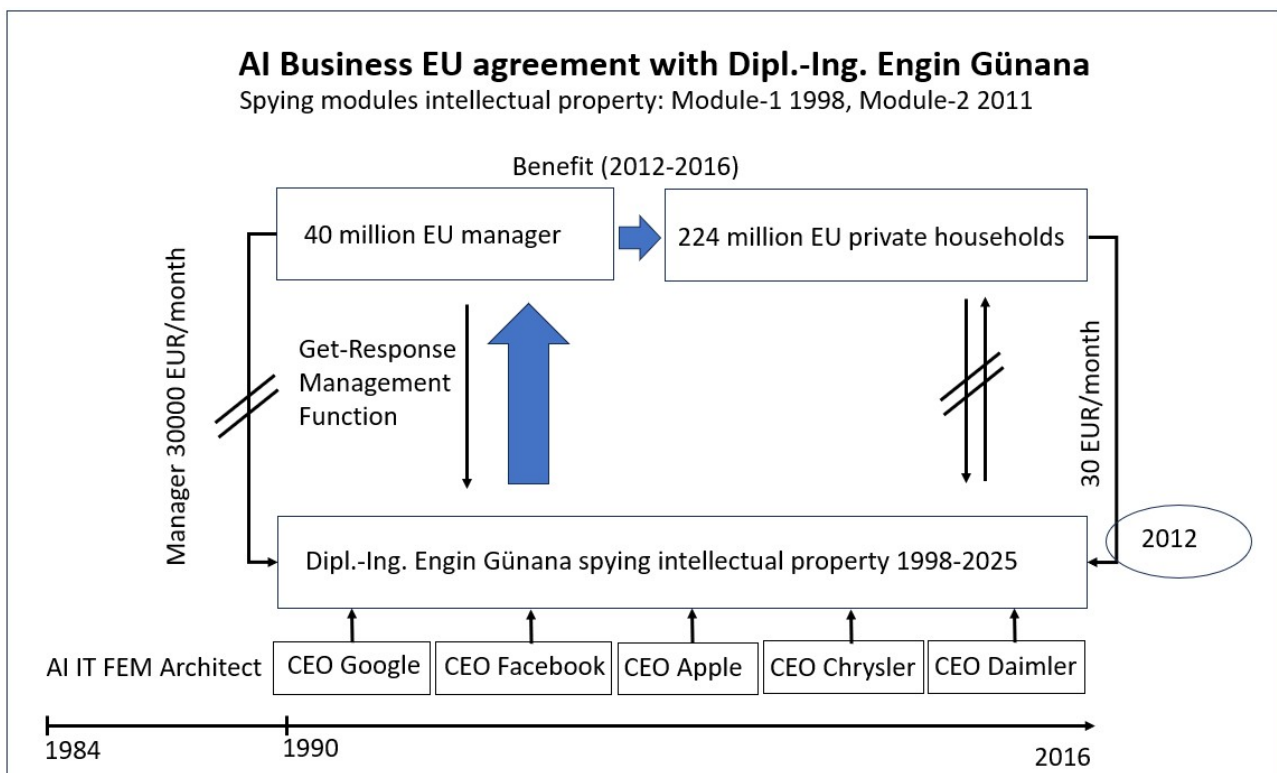 AI Business EU agreement with Dipl.-Ing. Engin Günana
Spying modules intellectual property: Module-1 1998, Module-2 2011
Benefit (2012-2016)
40 million EU manager
224 million EU private households
Manager 30000 EUR/month
Get-Response
Management
Function
30 EUR/month
2012
Dipl.-Ing. Engin Günana spying intellectual property 1998-2025
AI IT FEM Architect
CEO Google
CEO Facebook
CEO Apple
CEO Chrysler
CEO Daimler
1984
1990
2016